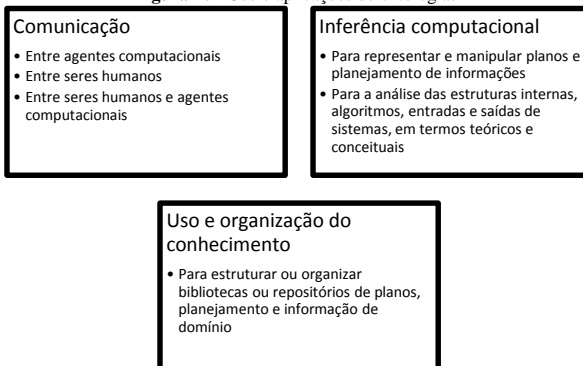 Comunicação
• Entre agentes computacionais
• Entre seres humanos
• Entre seres humanos e agentes
computacionais
Inferência computacional
• Para representar e manipular planos e
planejamento de informações
• Para a análise das estruturas internas,
algoritmos, entradas e saídas de
sistemas, em termos teóricos e
conceituais
Uso e organização do
conhecimento
• Para estruturar ou organizar
bibliotecas ou repositórios de planos,
planejamento e informação de
domínio